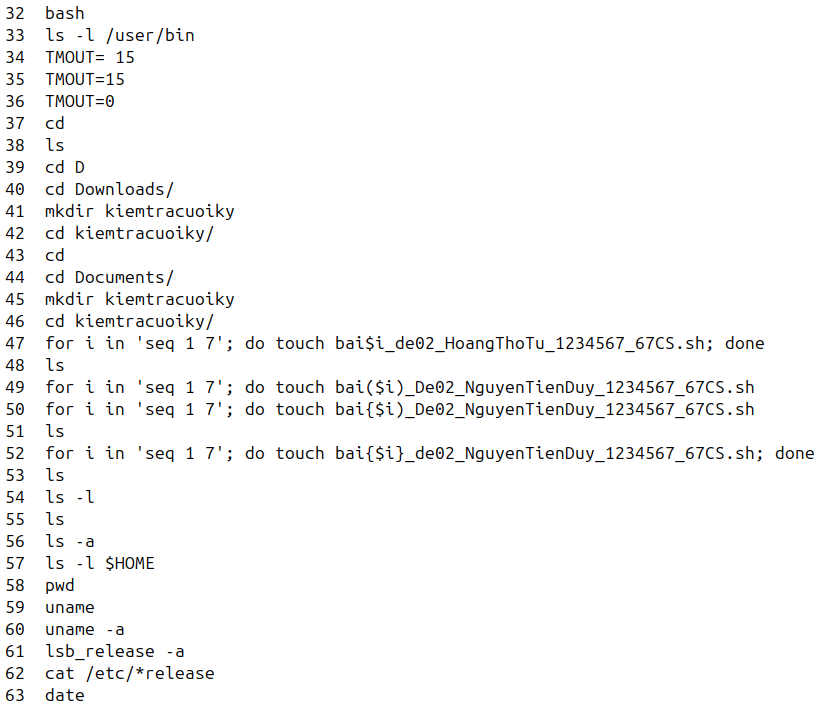 32 bash
33 ls -l /user/bin
34 TMOUT= 15
35 TMOUT=15
36 TMOUT=0
37 cd
38 ls
39 cd D
40 cd Downloads/
41 mkdir kiemtracuoiky
42 cd kiemtracuoiky/
43 cd
44 cd Documents/
45 mkdir kiemtracuoiky
46 cd kiemtracuoiky/
47 for i in 'seq 1 7'; do touch bai$i_de02_HoangThoTu_1234567_67CS.sh; done
48 ls
49 for i in 'seq 1 7'; do touch bai($i)_De02_NguyenTienDuy_1234567_67CS.sh
50 for i in 'seq 1 7'; do touch bai{$i)_De02_NguyenTienDuy_1234567_67CS.sh
51 ls
52 for i in 'seq 1 7'; do touch bai{$i}_de02_NguyenTienDuy_1234567_67CS.sh; done
53 ls
54 ls -l
55 ls
56 ls -a
57 ls -l $HOME
58 pwd
59 uname
60 uname -a
61 lsb_release -a
62 cat /etc/*release
63 date